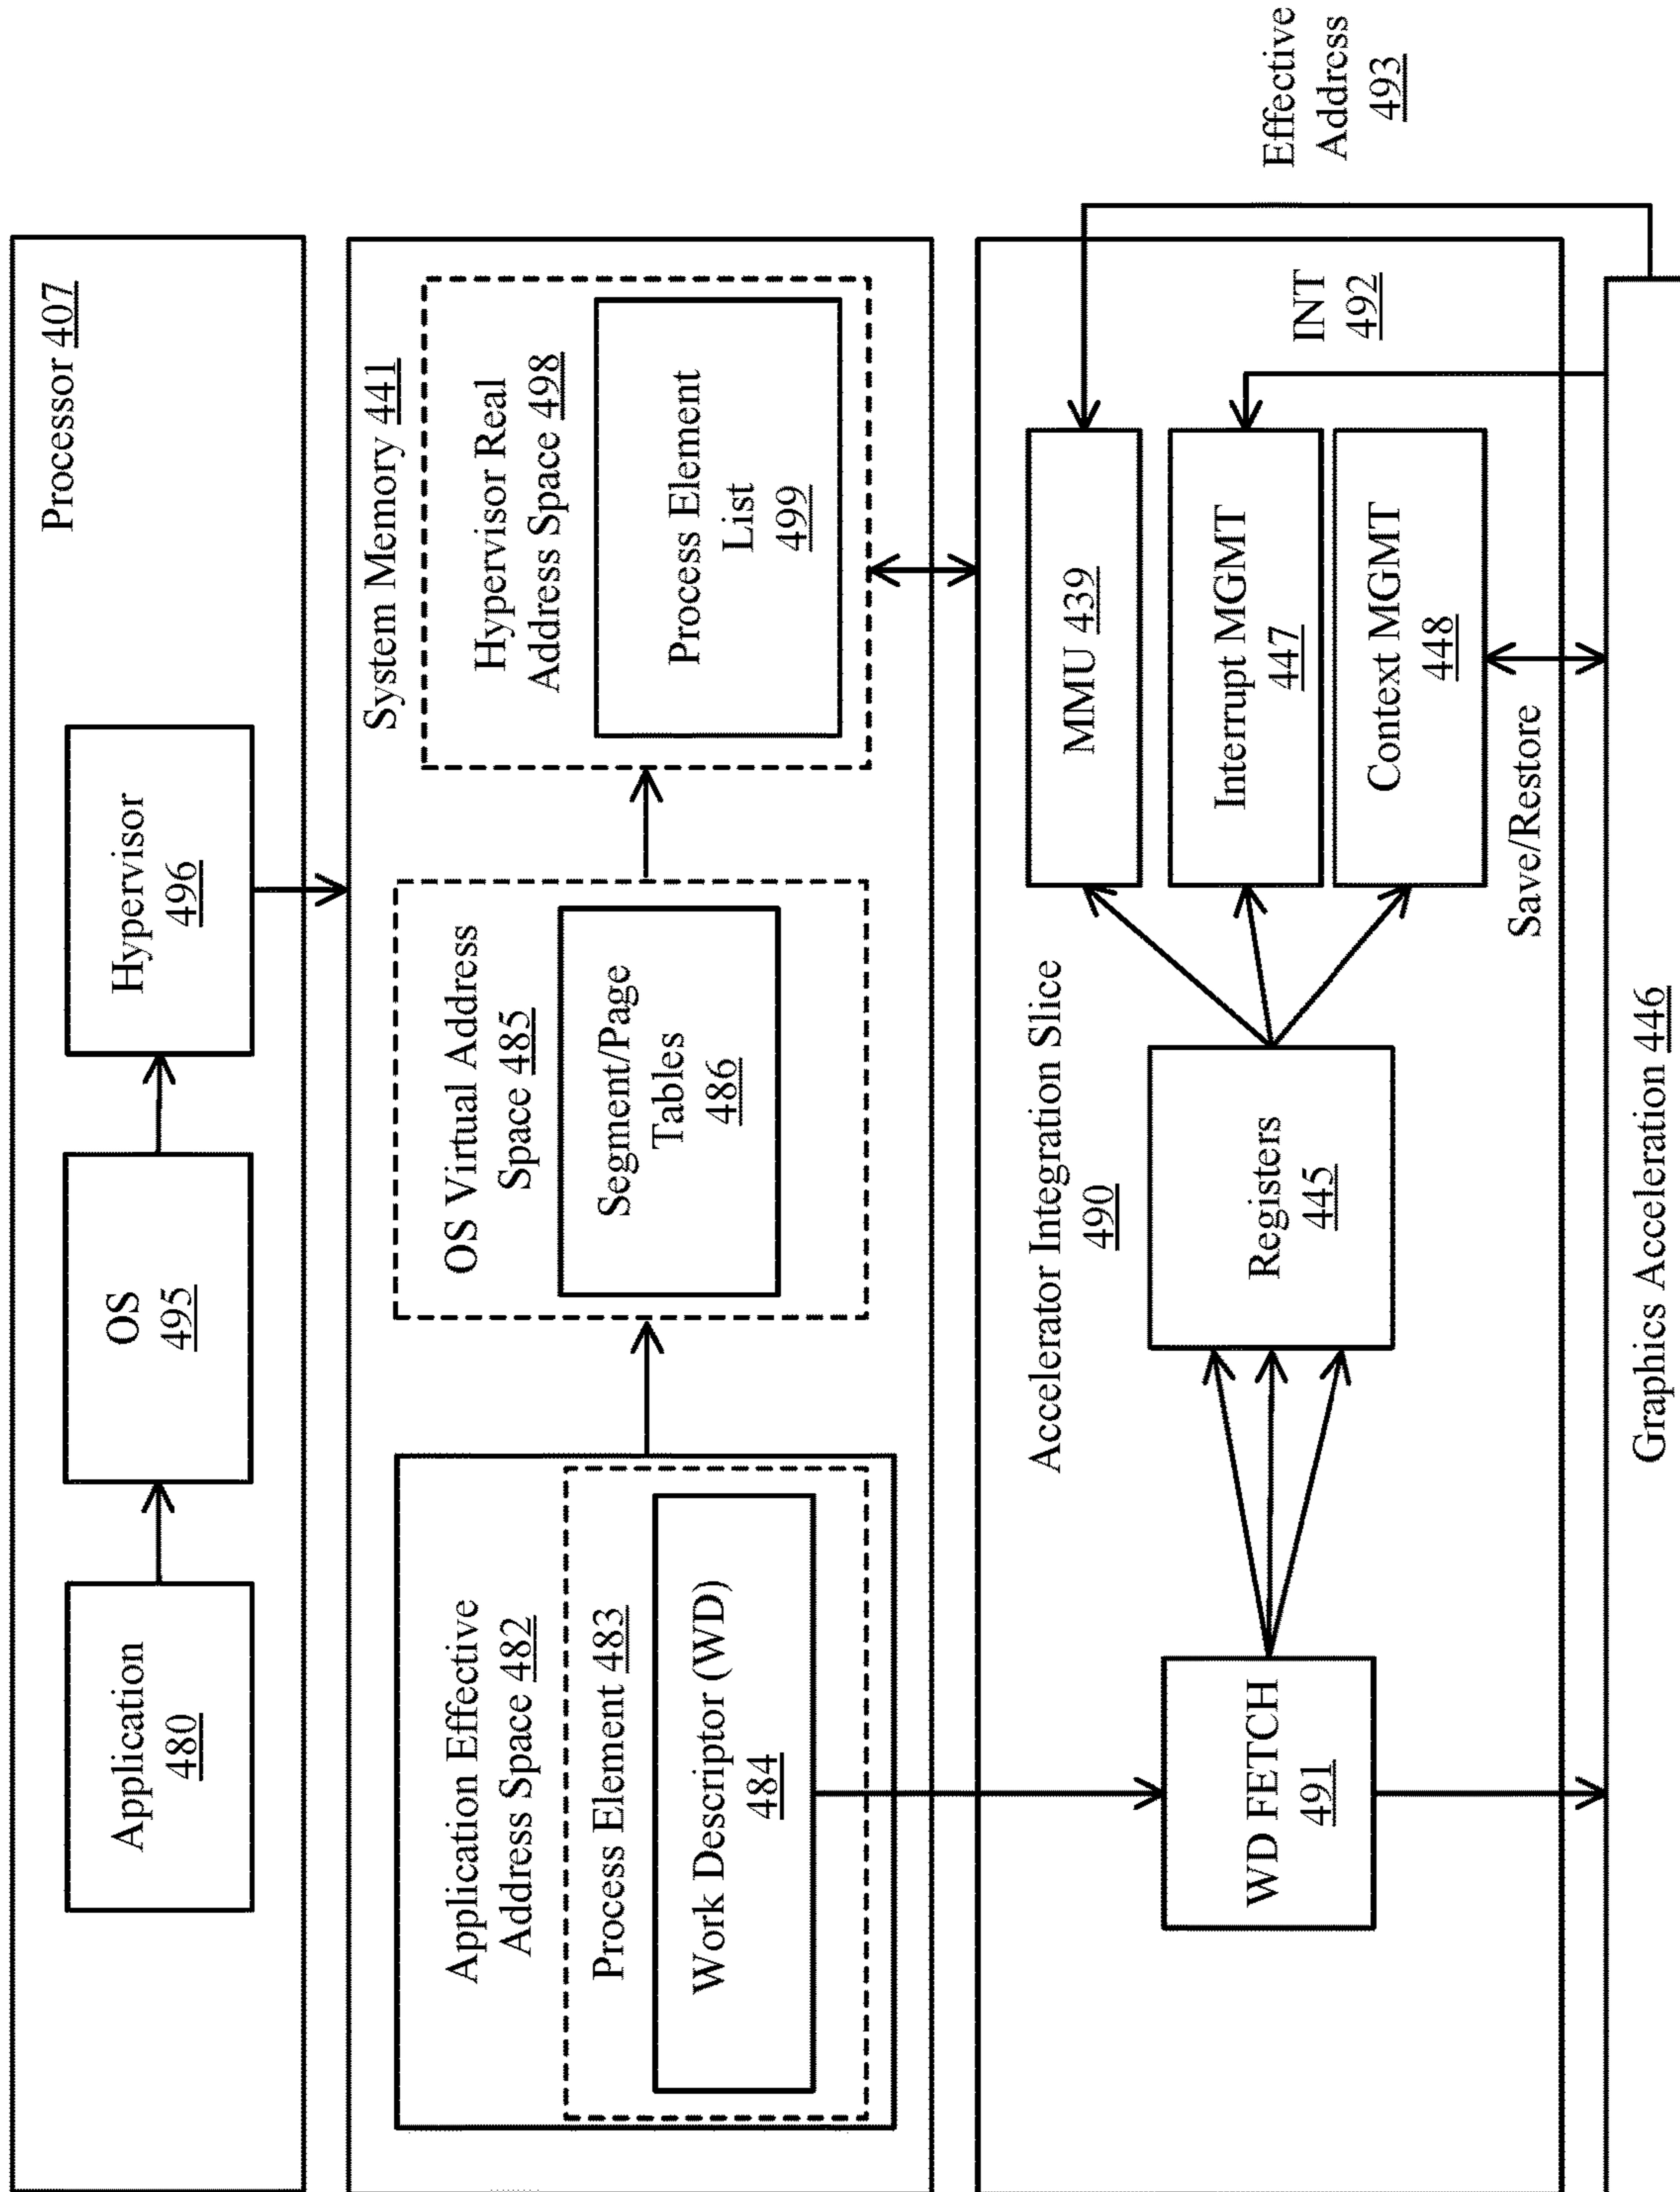 Processor 407
Application
480
OS
495
Hypervisor
496
System Memory 441
Application Effective
Address Space 482
Process Element 483
Work Descriptor (WD)
484
OS Virtual Address
Space 485
Segment/Page
Tables
486
Hypervisor Real
Address Space 498
Process Element
List
499
Accelerator Integration Slice
490
WD FETCH
491
Registers
445
MMU 439
Interrupt MGMT
447
Context MGMT
448
INT
492
Save/Restore
Effective
Address
493
Graphics Acceleration 446